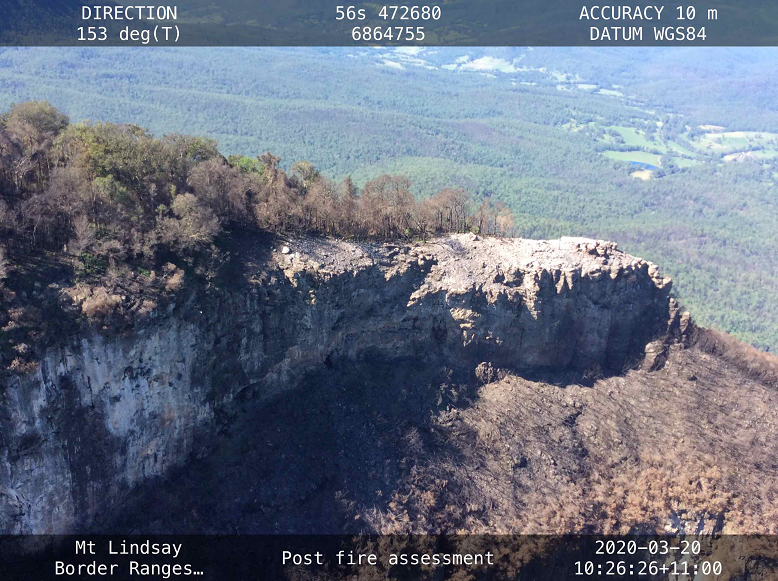 DIRECTION
153 deg(T)
56s 472680
6864755
ACCURACY 10 m
DATUM WGS84
Mt Lindsay
Border Ranges…
Post fire assessment
2020-03-20
10:26:26+11:00